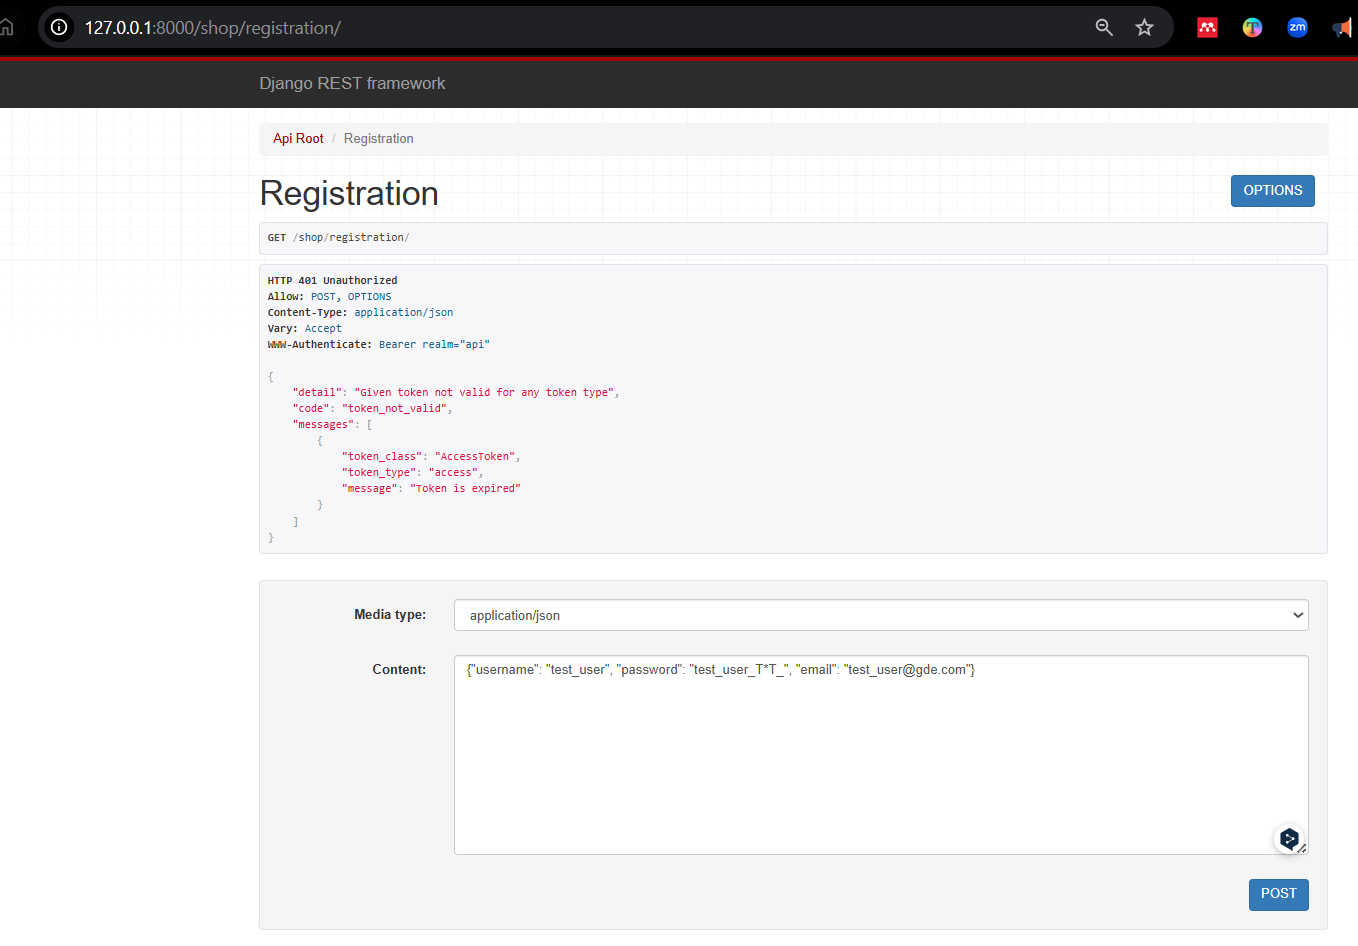 127.0.0.1:8000/shop/registration/
zm
Django REST framework
Api Root / Registration
Registration
OPTIONS
GET /shop/registration/
HTTP 401 Unauthorized
Allow: POST, OPTIONS
Content-Type: application/json
Vary: Accept
WWW-Authenticate: Bearer realm="api"
{
"detail": "Given token not valid for any token type",
"code": "token_not_valid",
"messages": [
{
"token_class": "AccessToken",
"token_type": "access",
"message": "Token is expired"
}
]
}
Media type: application/json
Content: {"username": "test_user", "password": "test_user_T*T_", "email": "test_user@gde.com"}
POST